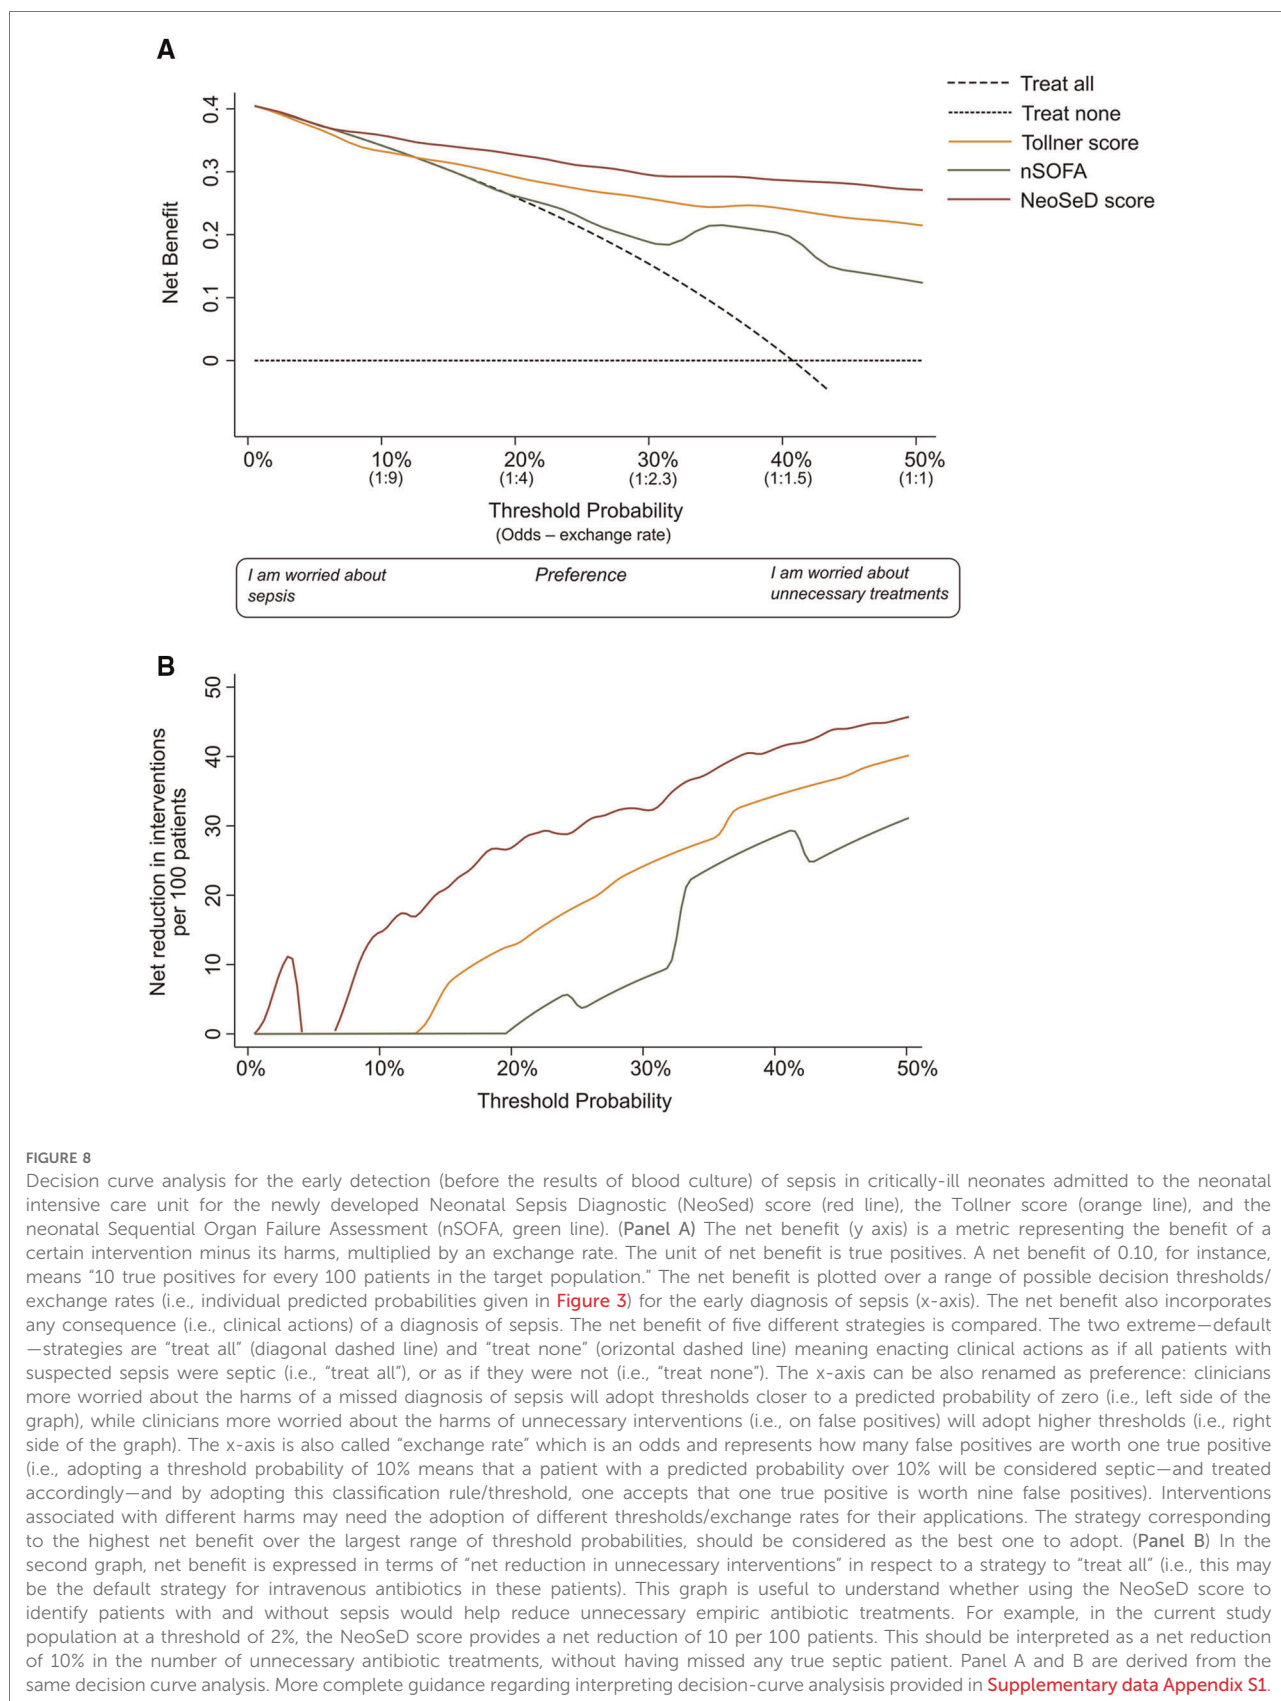 A
Treat all
Treat none
Tollner score
nSOFA
NeoSeD score
Net Benefit
0.4
0.3
0.2
0.1
0
0%
10%
20%
30%
40%
50%
(1:9)
(1:4)
(1:2.3)
(1:1.5)
(1:1)
Threshold Probability
(Odds – exchange rate)
I am worried about
sepsis
Preference
I am worried about
unnecessary treatments
B
Net reduction in interventions
per 100 patients
50
40
30
20
10
0
0%
10%
20%
30%
40%
50%
Threshold Probability
FIGURE 8
Decision curve analysis for the early detection (before the results of blood culture) of sepsis in critically-ill neonates admitted to the neonatal
intensive care unit for the newly developed Neonatal Sepsis Diagnostic (NeoSed) score (red line), the Tollner score (orange line), and the
neonatal Sequential Organ Failure Assessment (nSOFA, green line). (Panel A) The net benefit (y axis) is a metric representing the benefit of a
certain intervention minus its harms, multiplied by an exchange rate. The unit of net benefit is true positives. A net benefit of 0.10, for instance,
means “10 true positives for every 100 patients in the target population.” The net benefit is plotted over a range of possible decision thresholds/
exchange rates (i.e., individual predicted probabilities given in Figure 3) for the early diagnosis of sepsis (x-axis). The net benefit also incorporates
any consequence (i.e., clinical actions) of a diagnosis of sepsis. The net benefit of five different strategies is compared. The two extreme—default
—strategies are “treat all” (diagonal dashed line) and “treat none” (orizontal dashed line) meaning enacting clinical actions as if all patients with
suspected sepsis were septic (i.e., “treat all”), or as if they were not (i.e., “treat none”). The x-axis can be also renamed as preference: clinicians
more worried about the harms of a missed diagnosis of sepsis will adopt thresholds closer to a predicted probability of zero (i.e., left side of the
graph), while clinicians more worried about the harms of unnecessary interventions (i.e., on false positives) will adopt higher thresholds (i.e., right
side of the graph). The x-axis is also called “exchange rate” which is an odds and represents how many false positives are worth one true positive
(i.e., adopting a threshold probability of 10% means that a patient with a predicted probability over 10% will be considered septic—and treated
accordingly—and by adopting this classification rule/threshold, one accepts that one true positive is worth nine false positives). Interventions
associated with different harms may need the adoption of different thresholds/exchange rates for their applications. The strategy corresponding
to the highest net benefit over the largest range of threshold probabilities, should be considered as the best one to adopt. (Panel B) In the
second graph, net benefit is expressed in terms of “net reduction in unnecessary interventions” in respect to a strategy to “treat all” (i.e., this may
be the default strategy for intravenous antibiotics in these patients). This graph is useful to understand whether using the NeoSeD score to
identify patients with and without sepsis would help reduce unnecessary empiric antibiotic treatments. For example, in the current study
population at a threshold of 2%, the NeoSeD score provides a net reduction of 10 per 100 patients. This should be interpreted as a net reduction
of 10% in the number of unnecessary antibiotic treatments, without having missed any true septic patient. Panel A and B are derived from the
same decision curve analysis. More complete guidance regarding interpreting decision-curve analysisis provided in Supplementary data Appendix S1.